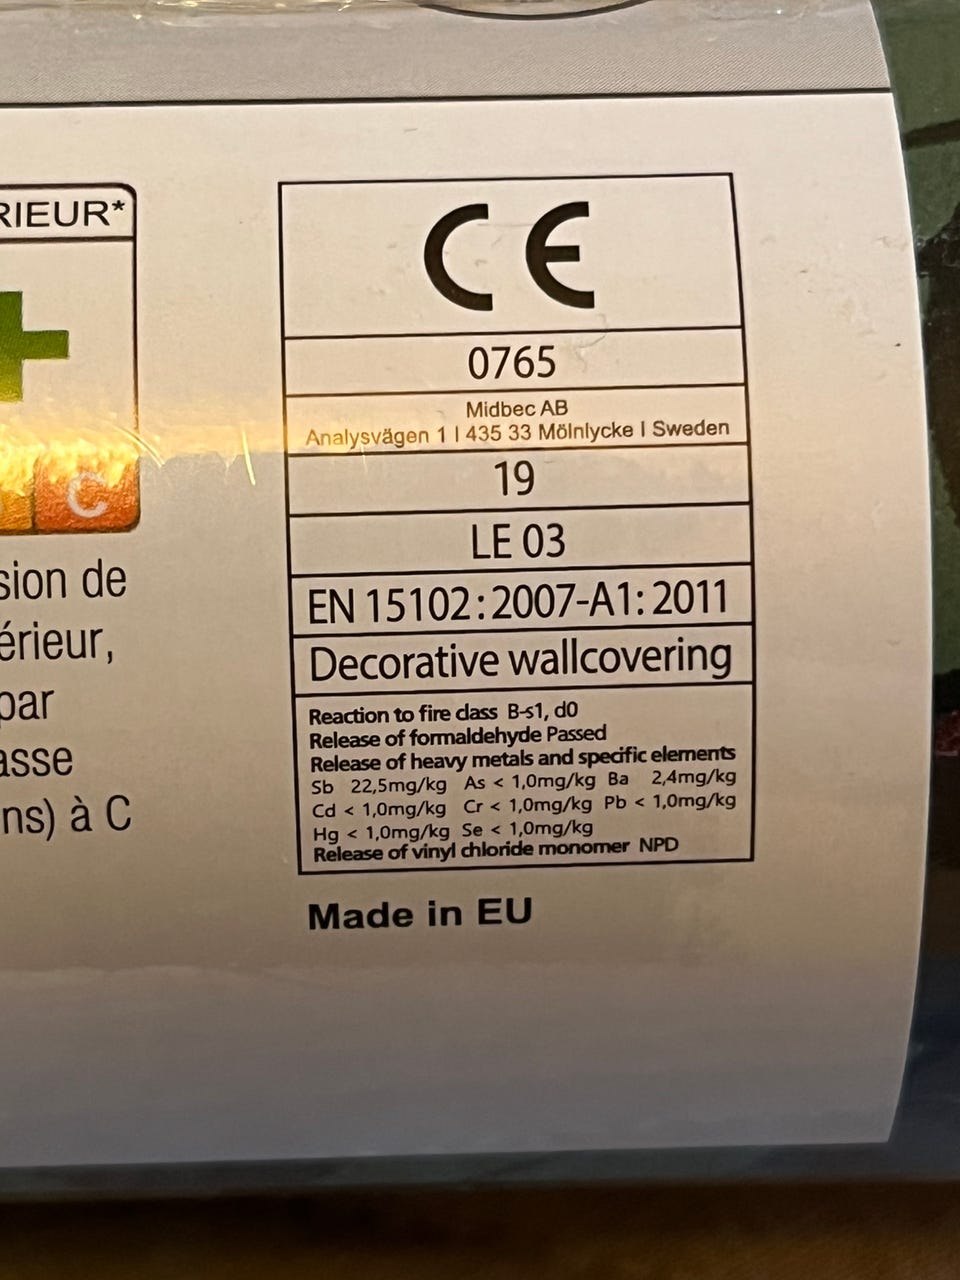 RIEUR*
C
sion de
érieur,
par
asse
ns) à C
CE
0765
Midbec AB
Analysvägen 1 I 435 33 Mölnlycke I Sweden
19
LE 03
EN 15102:2007-A1:2011
Decorative wallcovering
Reaction to fire class B-s1, d0
Release of formaldehyde Passed
Release of heavy metals and specific elements
Sb 22,5mg/kg As < 1,0mg/kg Ba 2,4mg/kg
Cd < 1,0mg/kg Cr < 1,0mg/kg Pb < 1,0mg/kg
Hg < 1,0mg/kg Se < 1,0mg/kg
Release of vinyl chloride monomer NPD
Made in EU